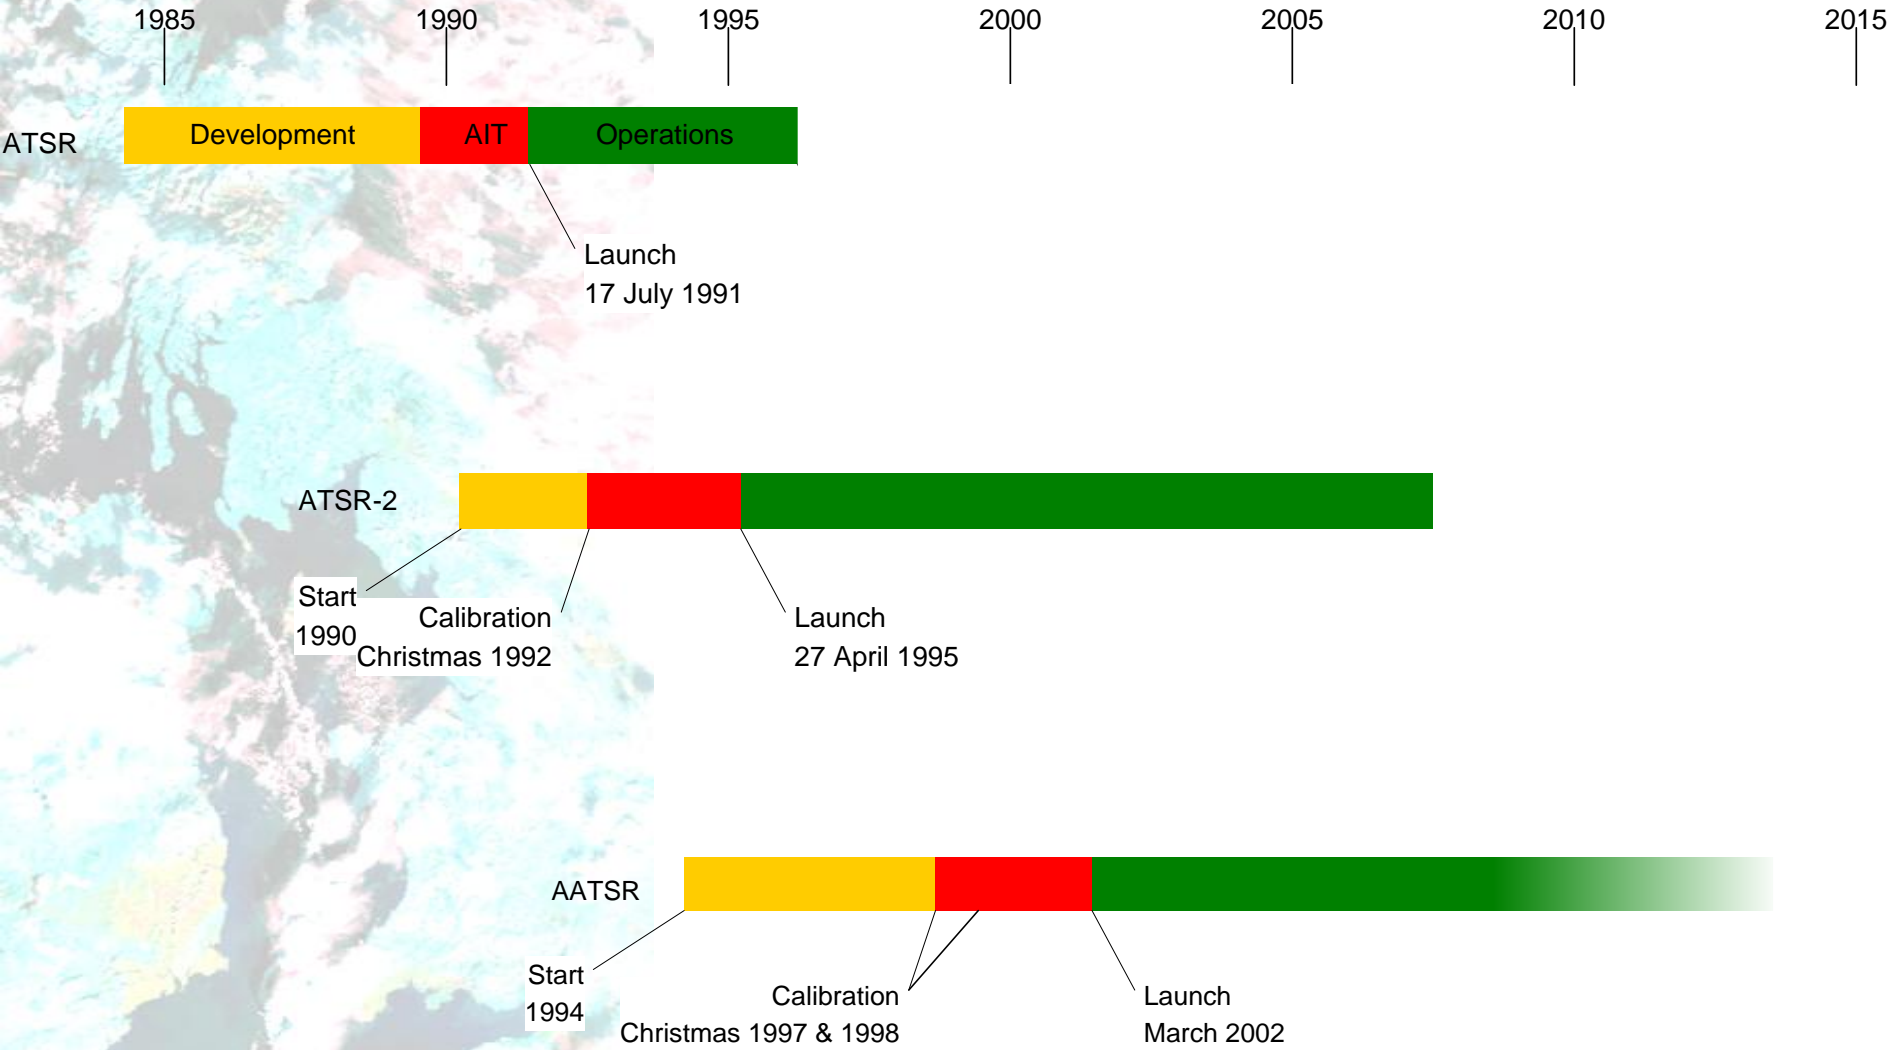 1985 1990 1995 2000 2005 2010 2015
ATSR Development AIT Operations
Launch
17 July 1991
ATSR-2
Start
1990
Calibration
Christmas 1992
Launch
27 April 1995
AATSR
Start
1994
Calibration
Christmas 1997 & 1998
Launch
March 2002